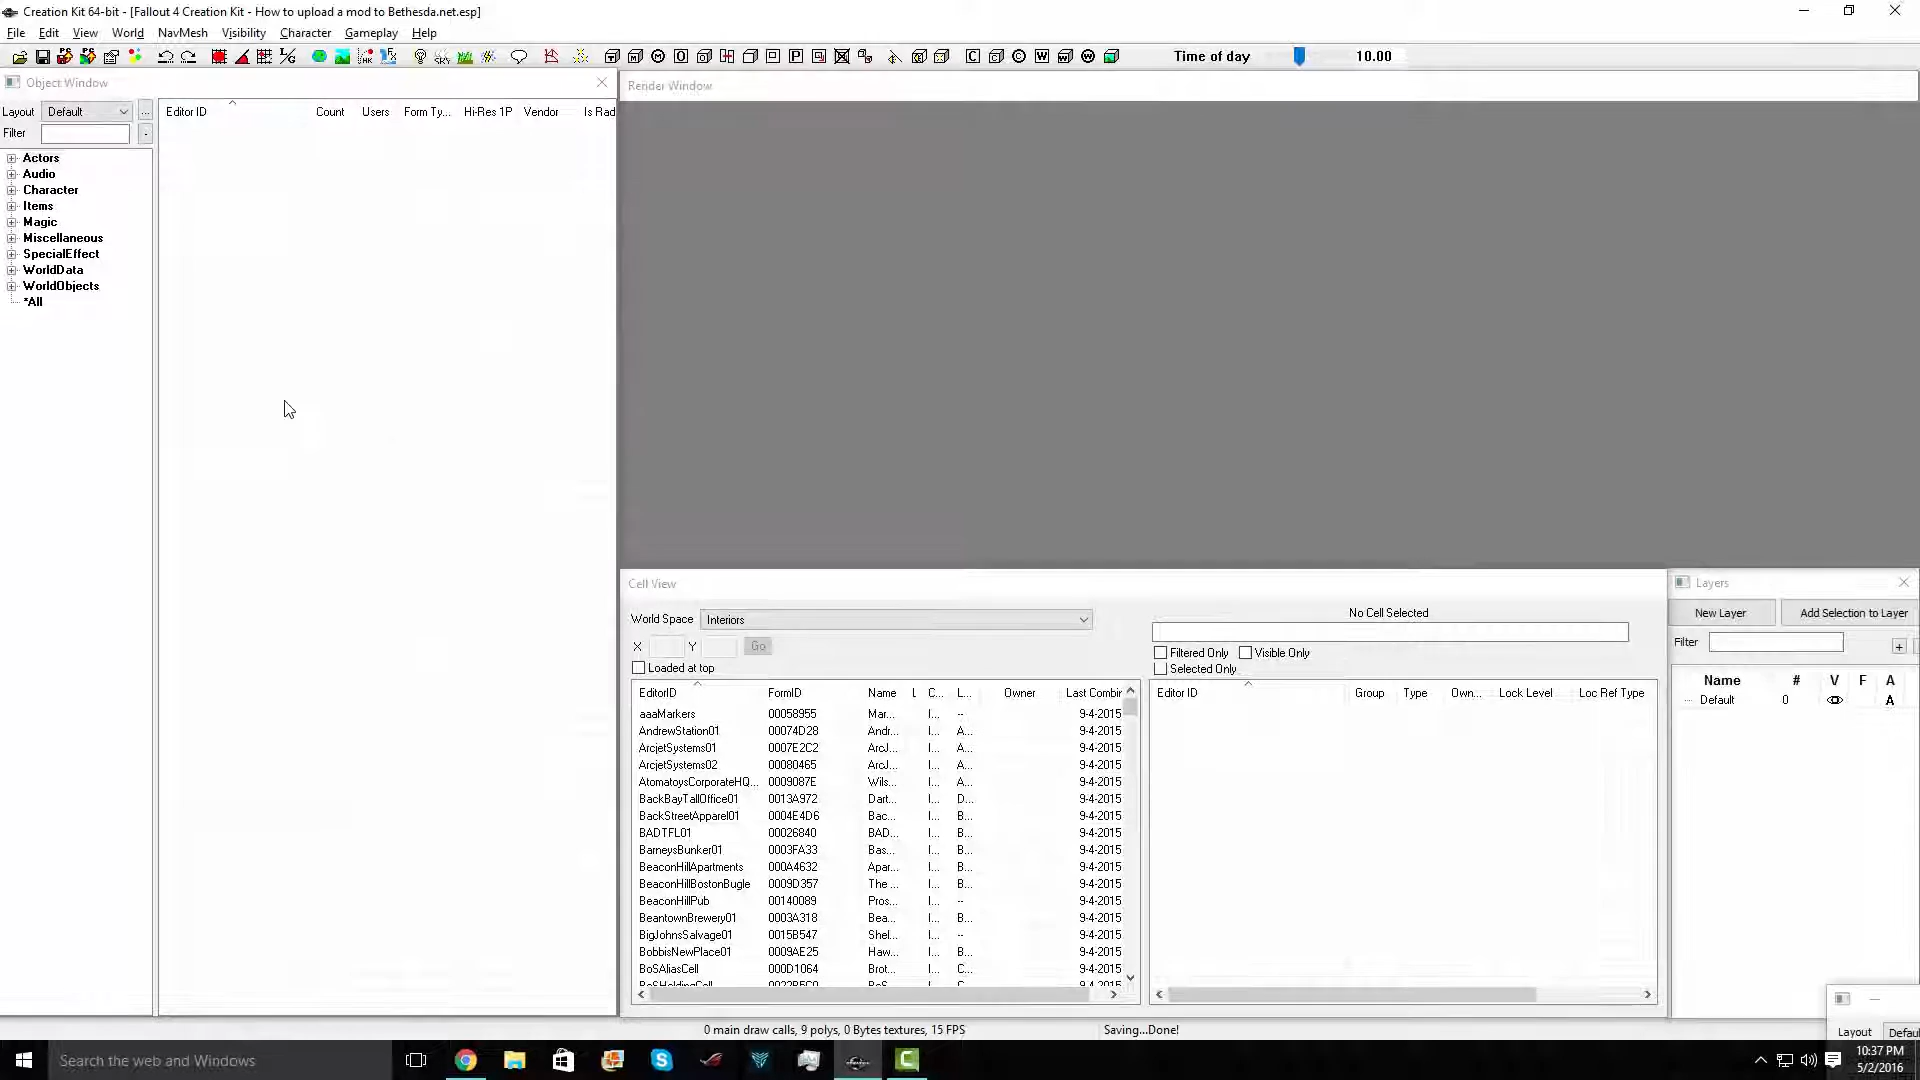 Creation Kit 64-bit - [Fallout 4 Creation Kit - How to upload a mod to Bethesda.net.esp]
File Edit View World NavMesh Visibility Character Gameplay Help
Time of day 10.00
Object Window
Layout Default ...
Filter -
Actors
Audio
Character
Items
Magic
Miscellaneous
SpecialEffect
WorldData
WorldObjects
*All
Editor ID Count Users Form Ty... Hi-Res 1P Vendor Is Rad
Render Window
Cell View
World Space Interiors
X Y Go
Loaded at top
EditorID FormID Name L C... L... Owner Last Combir
aaaMarkers 00058955 Mar... I... -- 9-4-2015
AndrewStation01 00074D28 Andr... I... A... 9-4-2015
ArcjetSystems01 0007E2C2 ArcJ... I... A... 9-4-2015
ArcjetSystems02 00080465 ArcJ... I... A... 9-4-2015
AtomatoysCorporateHQ... 0009087E Wils... I... A... 9-4-2015
BackBayTallOffice01 0013A972 Dart... I... D... 9-4-2015
BackStreetApparel01 0004E4D6 Bac... I... B... 9-4-2015
BADTFL01 00026840 BAD... I... B... 9-4-2015
BarneysBunker01 0003FA33 Bas... I... B... 9-4-2015
BeaconHillApartments 000A4632 Apar... I... B... 9-4-2015
BeaconHillBostonBugle 0009D357 The ... I... B... 9-4-2015
BeaconHillPub 00140089 Pros... I... -- 9-4-2015
BeantownBrewery01 0003A318 Bea... I... B... 9-4-2015
BigJohnsSalvage01 0015B547 Shel... I... -- 9-4-2015
BobbisNewPlace01 0009AE25 Haw... I... B... 9-4-2015
BoSAliasCell 000D1064 Brot... I... C... 9-4-2015
No Cell Selected
Filtered Only Visible Only
Selected Only
Editor ID Group Type Own... Lock Level Loc Ref Type
Layers
New Layer Add Selection to Layer
Filter +
Name # V F A
Default 0 A
0 main draw calls, 9 polys, 0 Bytes textures, 15 FPS Saving...Done!
Layout Defau
Search the web and Windows
10:37 PM
5/2/2016